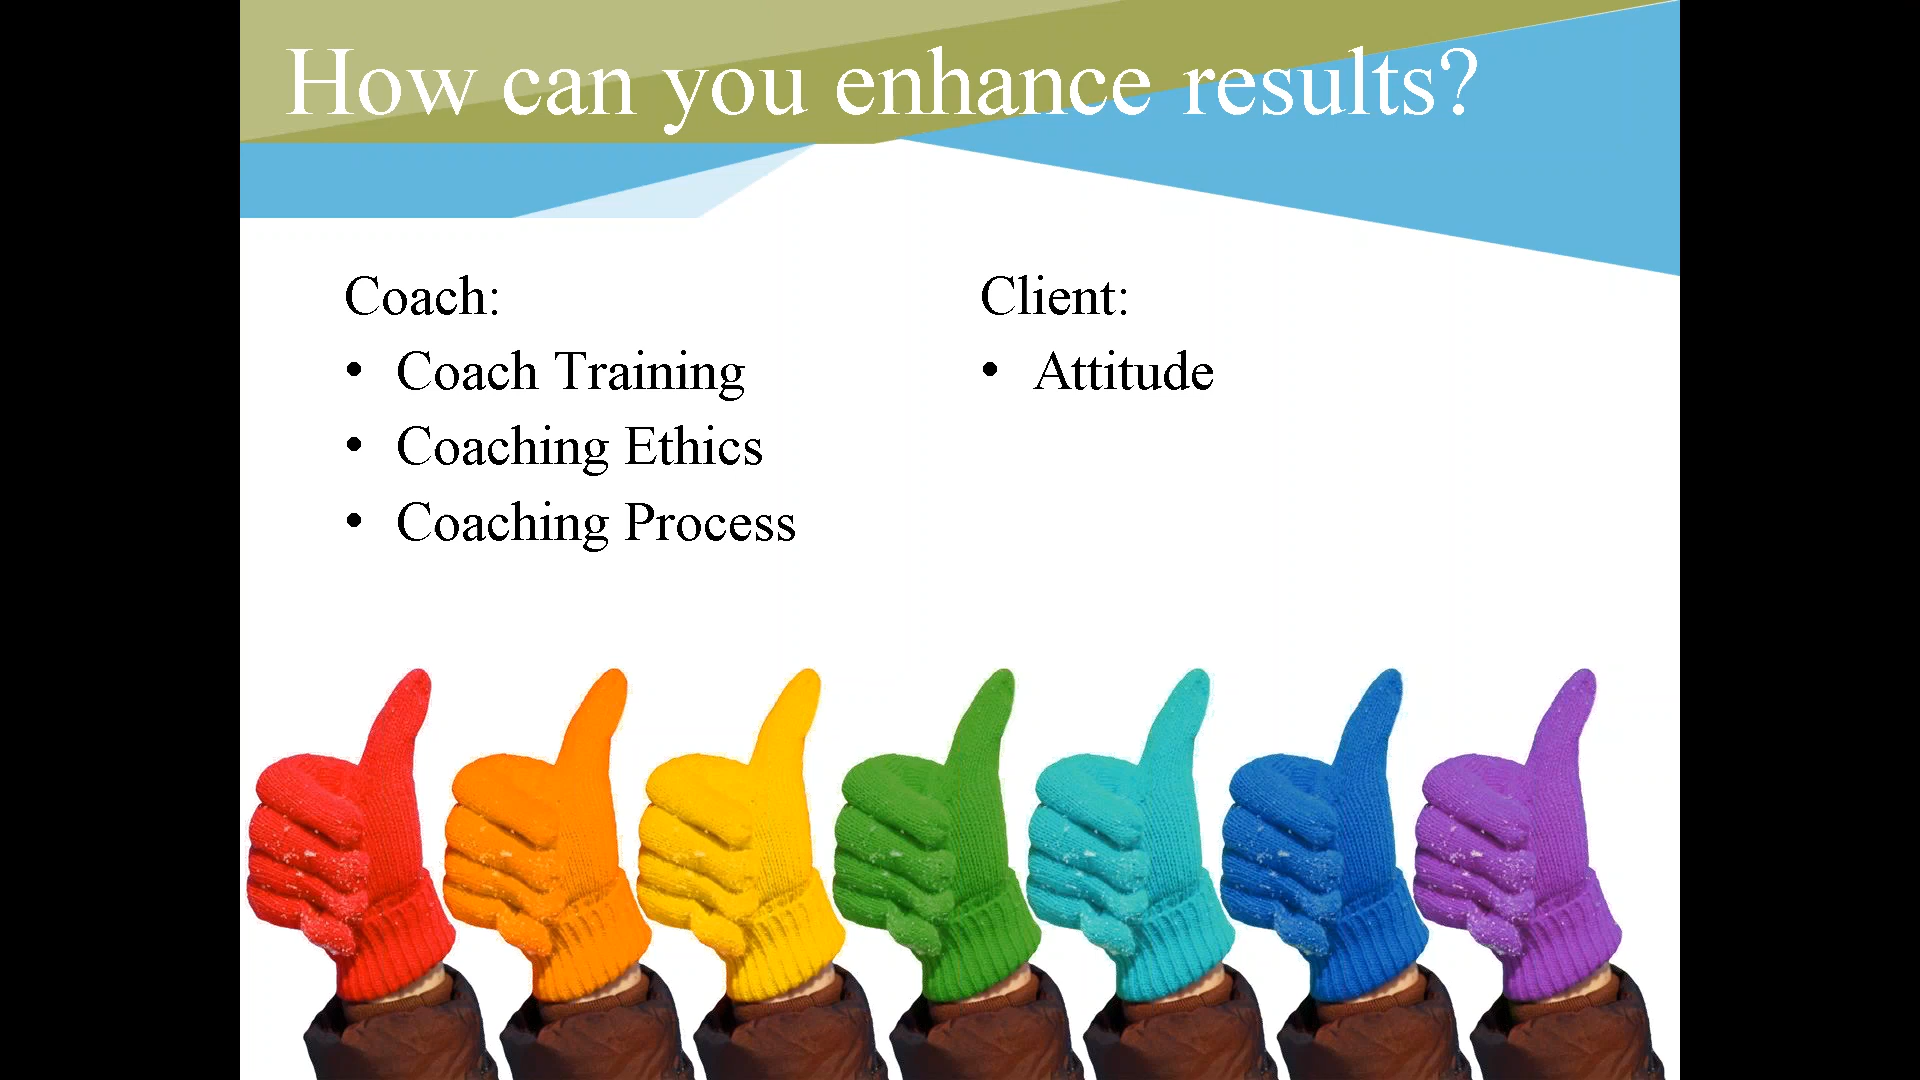 How can you enhance results?
Coach:
• Coach Training
• Coaching Ethics
• Coaching Process
Client:
• Attitude